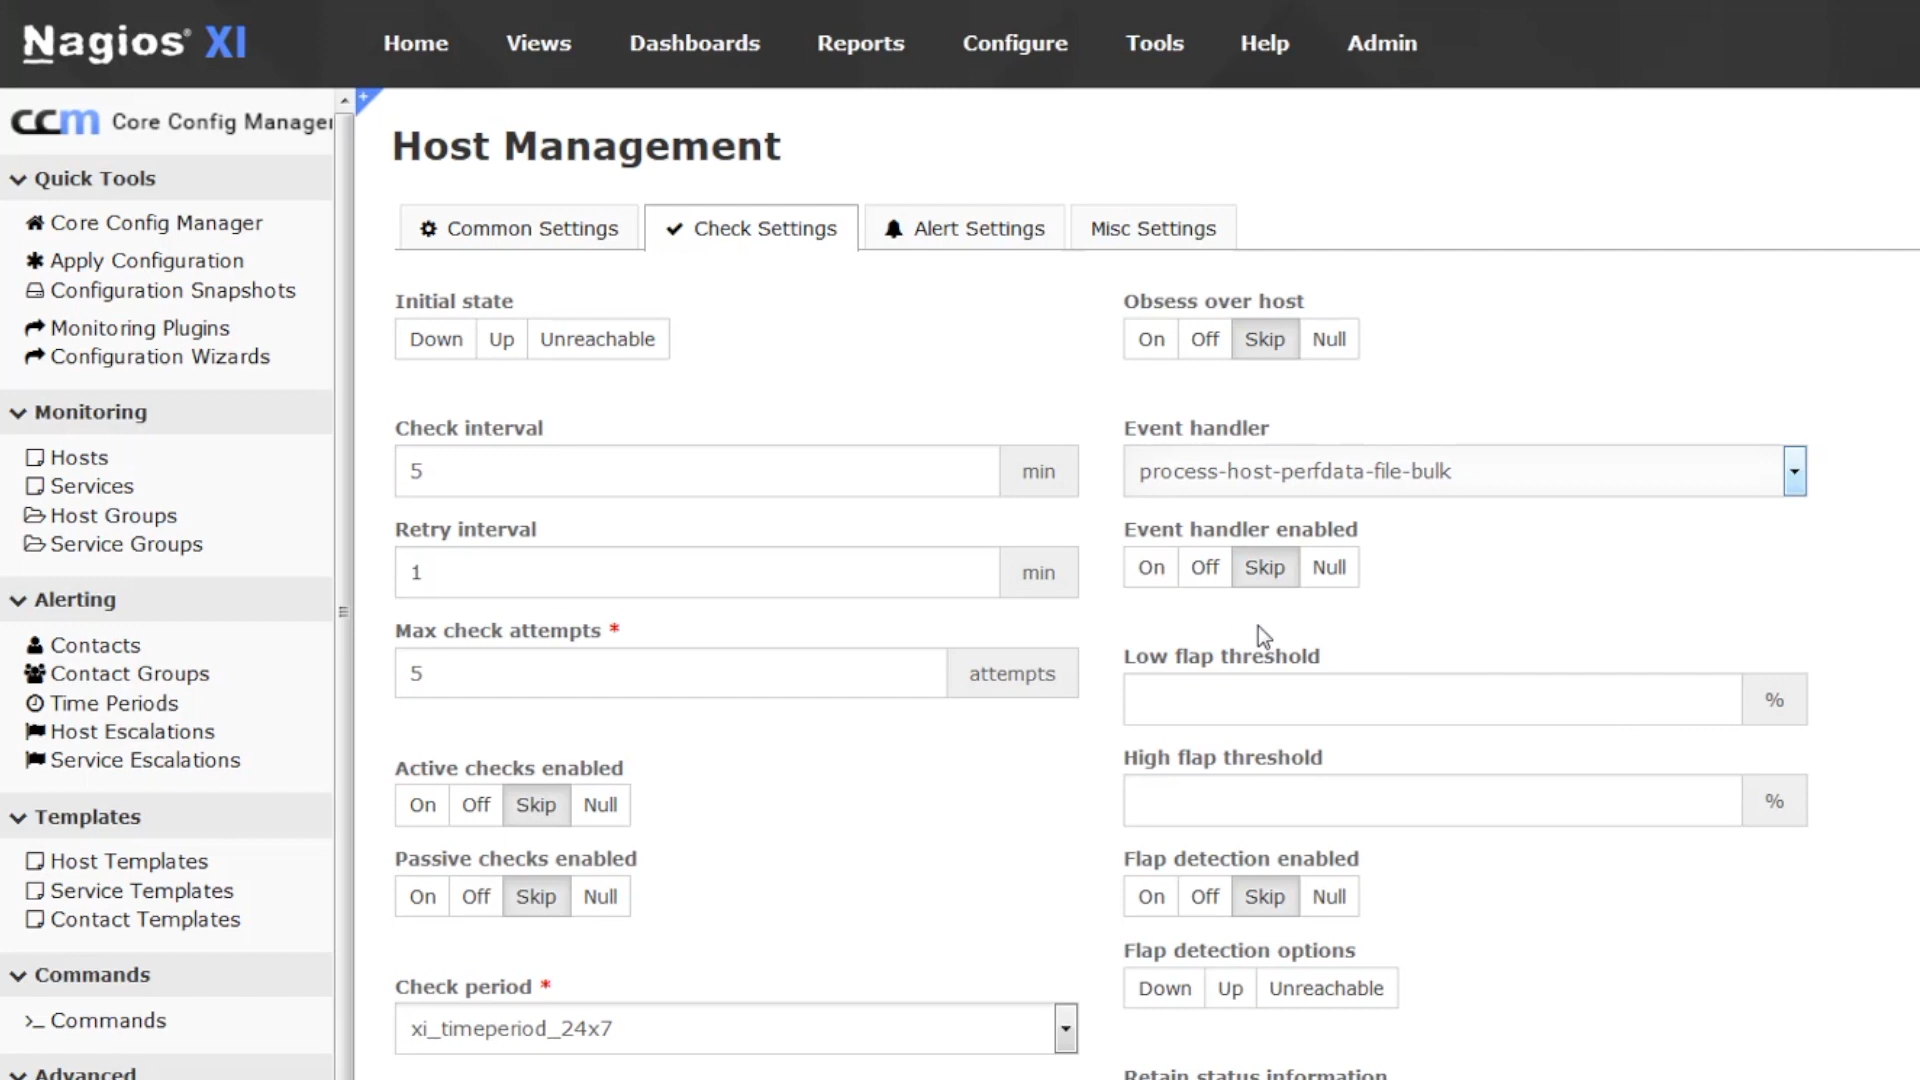 Nagios® XI
Home Views Dashboards Reports Configure Tools Help Admin
ccm Core Config Manager
Quick Tools
Core Config Manager
Apply Configuration
Configuration Snapshots
Monitoring Plugins
Configuration Wizards
Monitoring
Hosts
Services
Host Groups
Service Groups
Alerting
Contacts
Contact Groups
Time Periods
Host Escalations
Service Escalations
Templates
Host Templates
Service Templates
Contact Templates
Commands
>_ Commands
Advanced
Host Management
Common Settings Check Settings Alert Settings Misc Settings
Initial state
Down Up Unreachable
Check interval
5 min
Retry interval
1 min
Max check attempts *
5 attempts
Active checks enabled
On Off Skip Null
Passive checks enabled
On Off Skip Null
Check period *
xi_timeperiod_24x7
Obsess over host
On Off Skip Null
Event handler
process-host-perfdata-file-bulk
Event handler enabled
On Off Skip Null
Low flap threshold
%
High flap threshold
%
Flap detection enabled
On Off Skip Null
Flap detection options
Down Up Unreachable
Retain status information